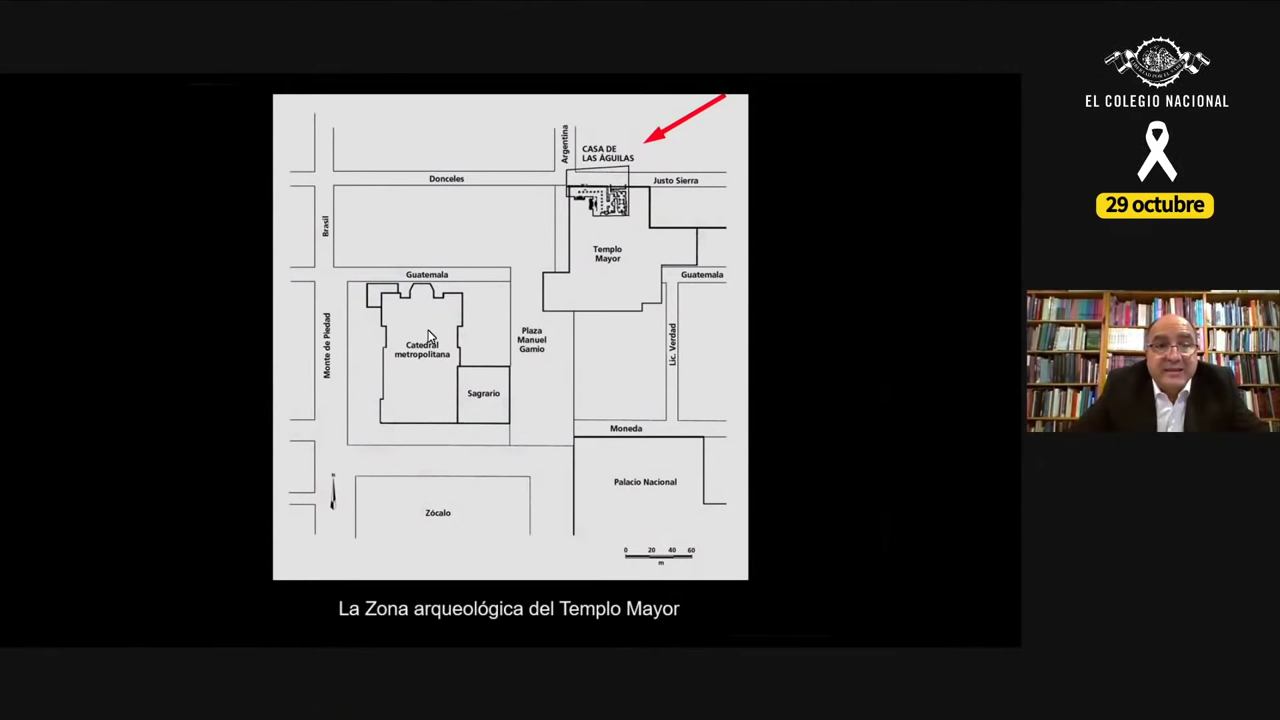 EL COLEGIO NACIONAL
29 octubre
Argentina
CASA DE
LAS ÀGUILAS
Donceles
Justo Sierra
Brasil
Templo
Mayor
Guatemala
Guatemala
Monte de Piedad
Catedral
metropolitana
Plaza
Manuel
Gamio
Lic. Verdad
Sagrario
Moneda
Palacio Nacional
N
Zócalo
0 20 40 60
m
La Zona arqueológica del Templo Mayor